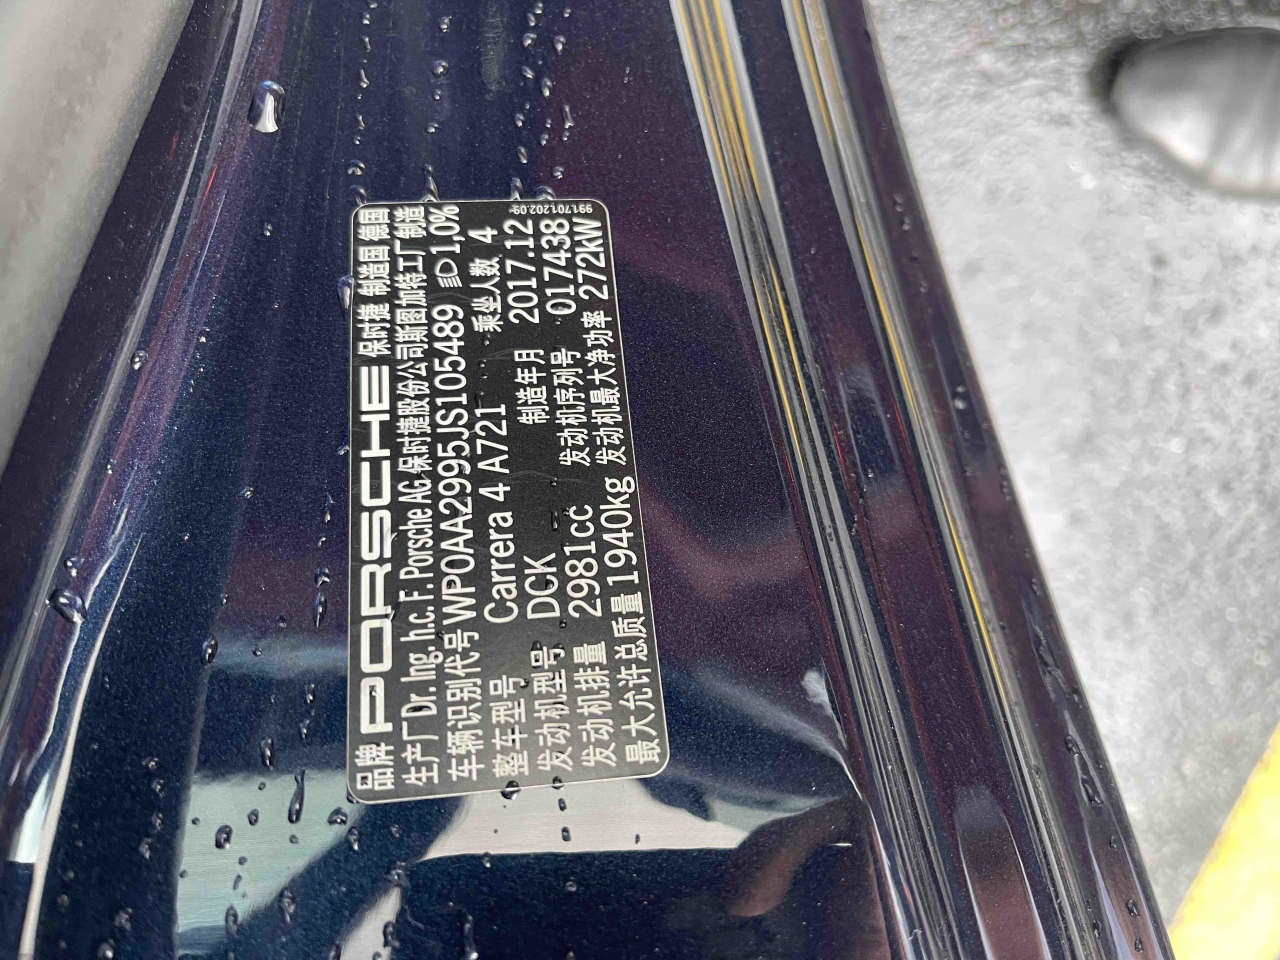 991.701.202.09
品牌 PORSCHE 保时捷 制造国 德国
生产厂 Dr. Ing. h.c. F. Porsche AG 保时捷股份公司斯图加特工厂制造
车辆识别代号 WP0AA2995JS105489 1,0%
整车型号 Carrera 4 A721 乘坐人数 4
发动机型号 DCK 制造年月 2017.12
发动机排量 2981cc 发动机序列号 017438
最大允许总质量 1940kg 发动机最大净功率 272kW